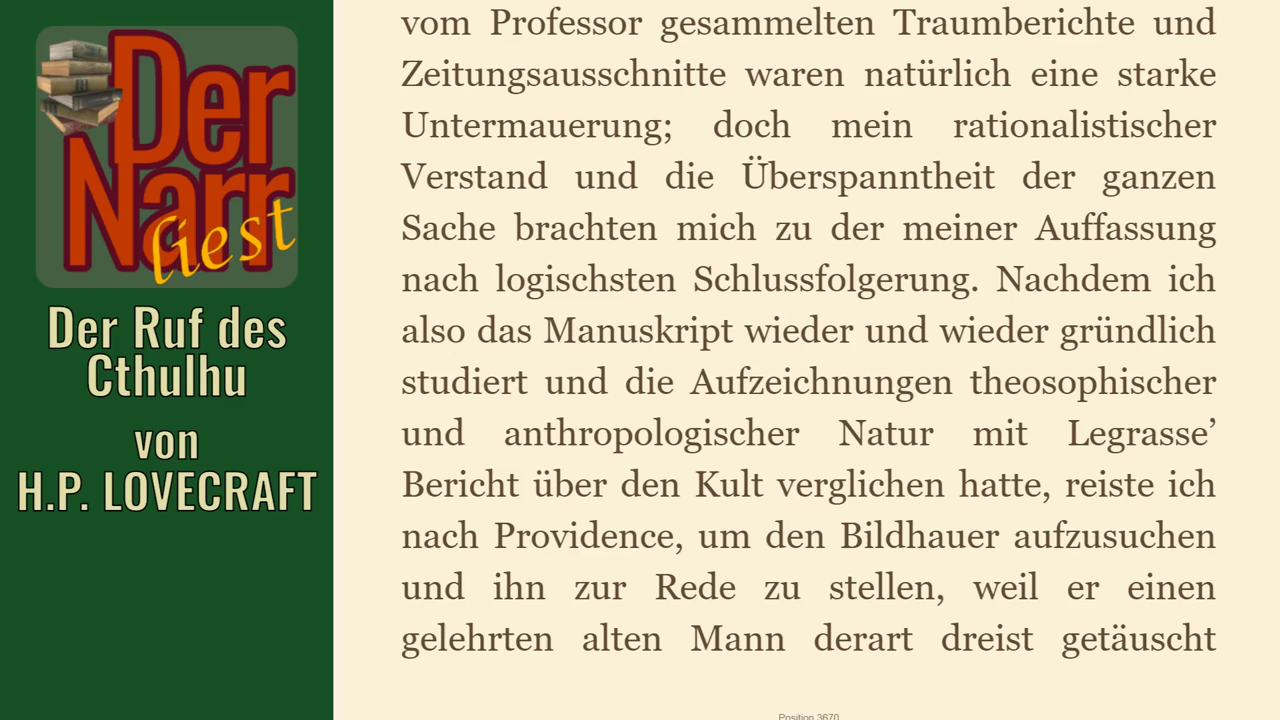 Der
Narr
liest
Der Ruf des
Cthulhu
von
H.P. LOVECRAFT
vom Professor gesammelten Traumberichte und
Zeitungsausschnitte waren natürlich eine starke
Untermauerung; doch mein rationalistischer
Verstand und die Überspanntheit der ganzen
Sache brachten mich zu der meiner Auffassung
nach logischsten Schlussfolgerung. Nachdem ich
also das Manuskript wieder und wieder gründlich
studiert und die Aufzeichnungen theosophischer
und anthropologischer Natur mit Legrasse’
Bericht über den Kult verglichen hatte, reiste ich
nach Providence, um den Bildhauer aufzusuchen
und ihn zur Rede zu stellen, weil er einen
gelehrten alten Mann derart dreist getäuscht
Position 3670